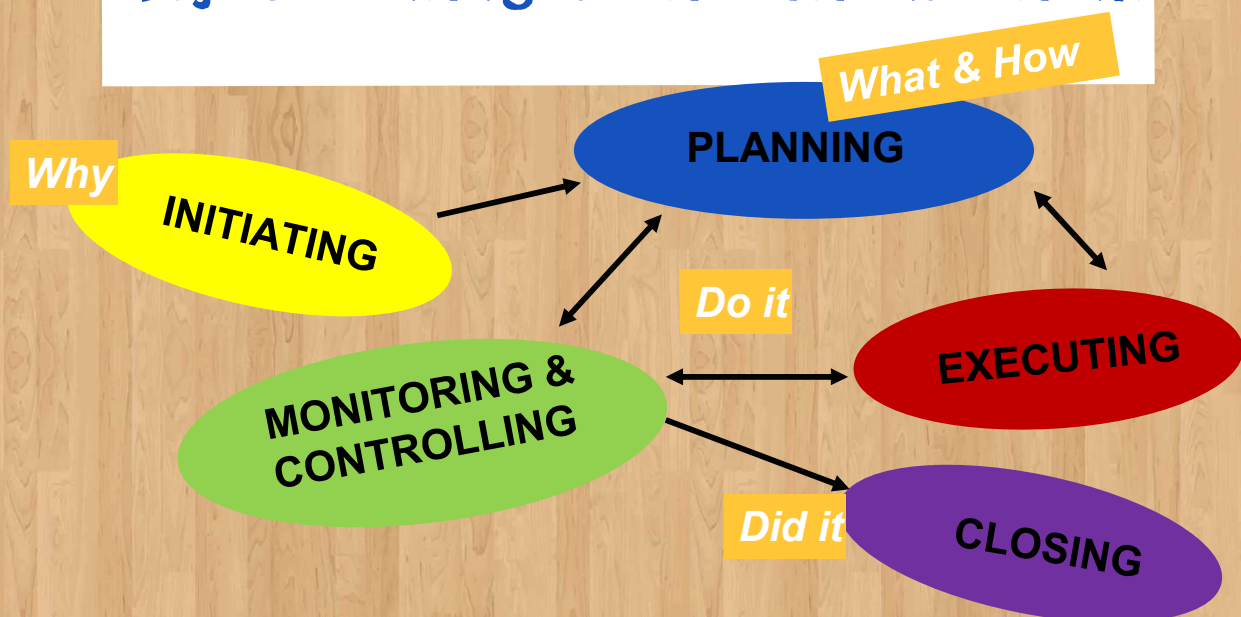 What & How
PLANNING
Why
INITIATING
Do it
EXECUTING
MONITORING &
CONTROLLING
Did it
CLOSING